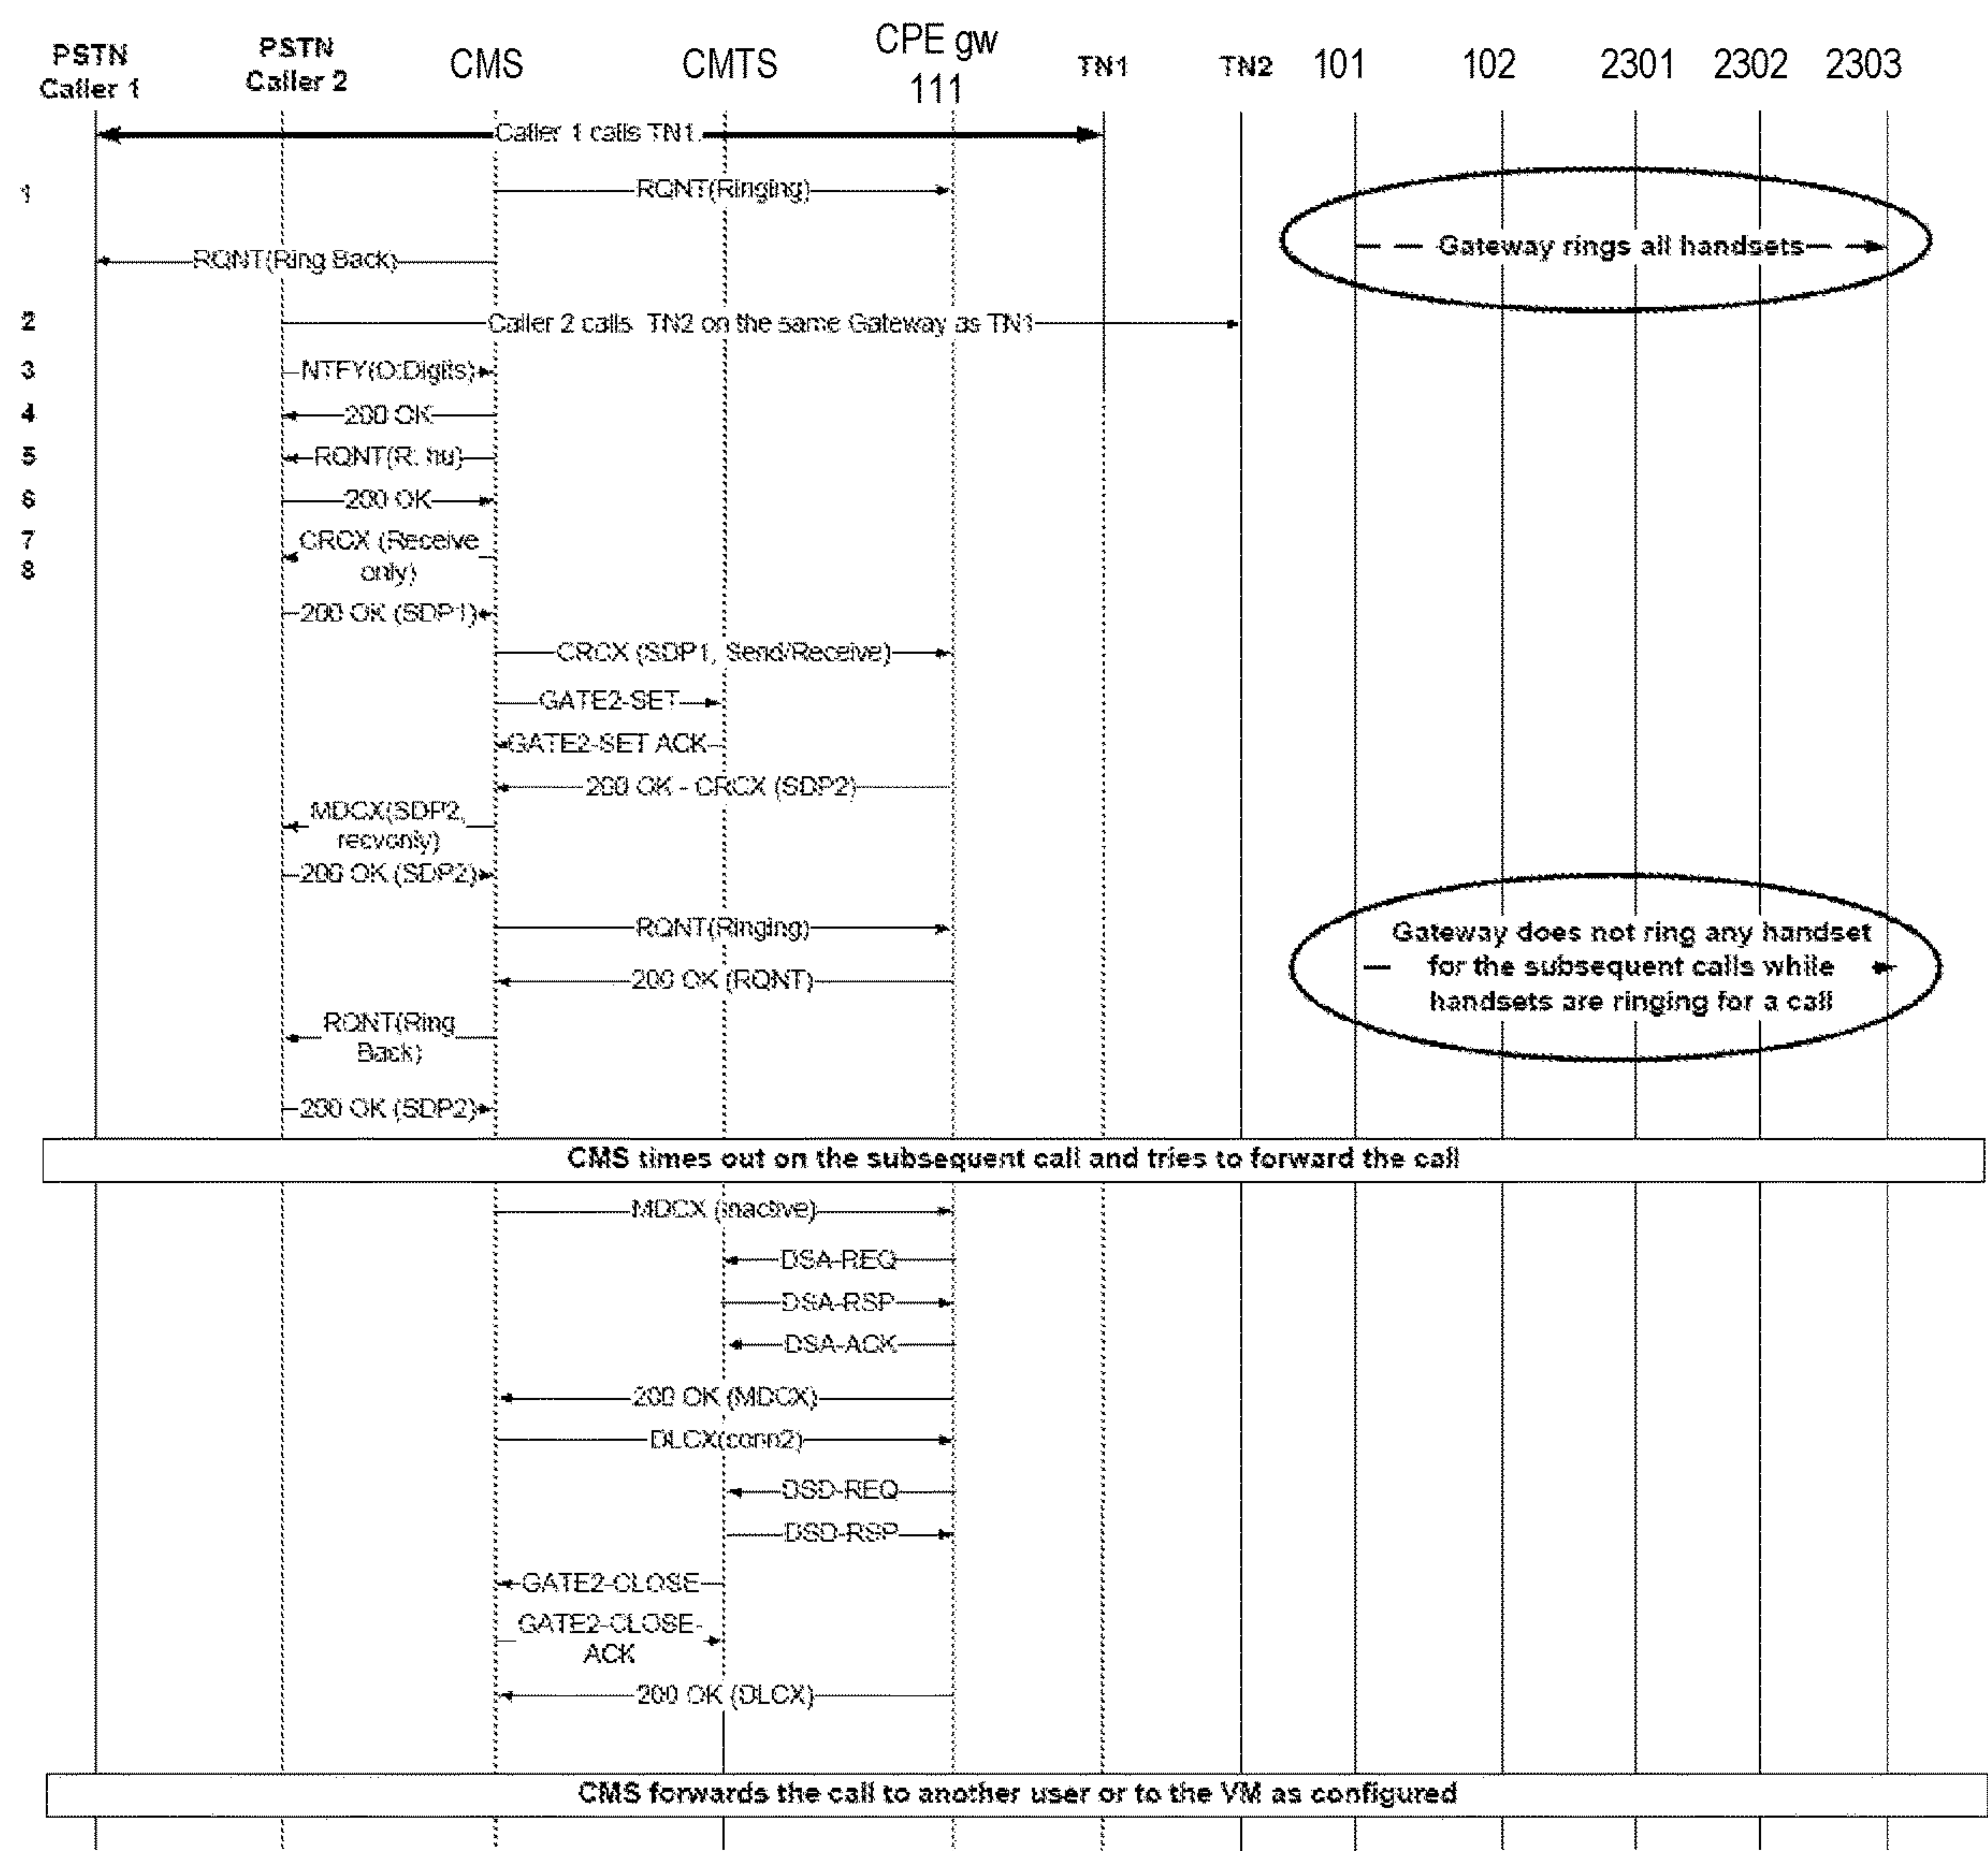 PSTN
Caller 1
PSTN
Caller 2
CMS
CMTS
CPE gw
111
TN1
TN2
101
102
2301
2302
2303
Caller 1 calls TN1.
1
RQNT(Ringing)
Gateway rings all handsets
RQNT(Ring Back)
2
Caller 2 calls TN2 on the same Gateway as TN1
3
NTFY(O:Digits)
4
200 OK
5
RQNT(R: hu)
6
200 OK
7
CRCX (Receive
8
only)
200 OK (SDP1)
CRCX (SDP1, Send/Receive)
GATE2-SET
GATE2-SET ACK
200 OK - CRCX (SDP2)
MDCX(SDP2,
recvonly)
200 OK (SDP2)
RQNT(Ringing)
Gateway does not ring any handset
for the subsequent calls while
handsets are ringing for a call
200 OK (RQNT)
RQNT(Ring
Back)
200 OK (SDP2)
CMS times out on the subsequent call and tries to forward the call
MDCX (inactive)
DSA-REQ
DSA-RSP
DSA-ACK
200 OK (MDCX)
DLCX(conn2)
DSD-REQ
DSD-RSP
GATE2-CLOSE
GATE2-CLOSE-
ACK
200 OK (DLCX)
CMS forwards the call to another user or to the VM as configured